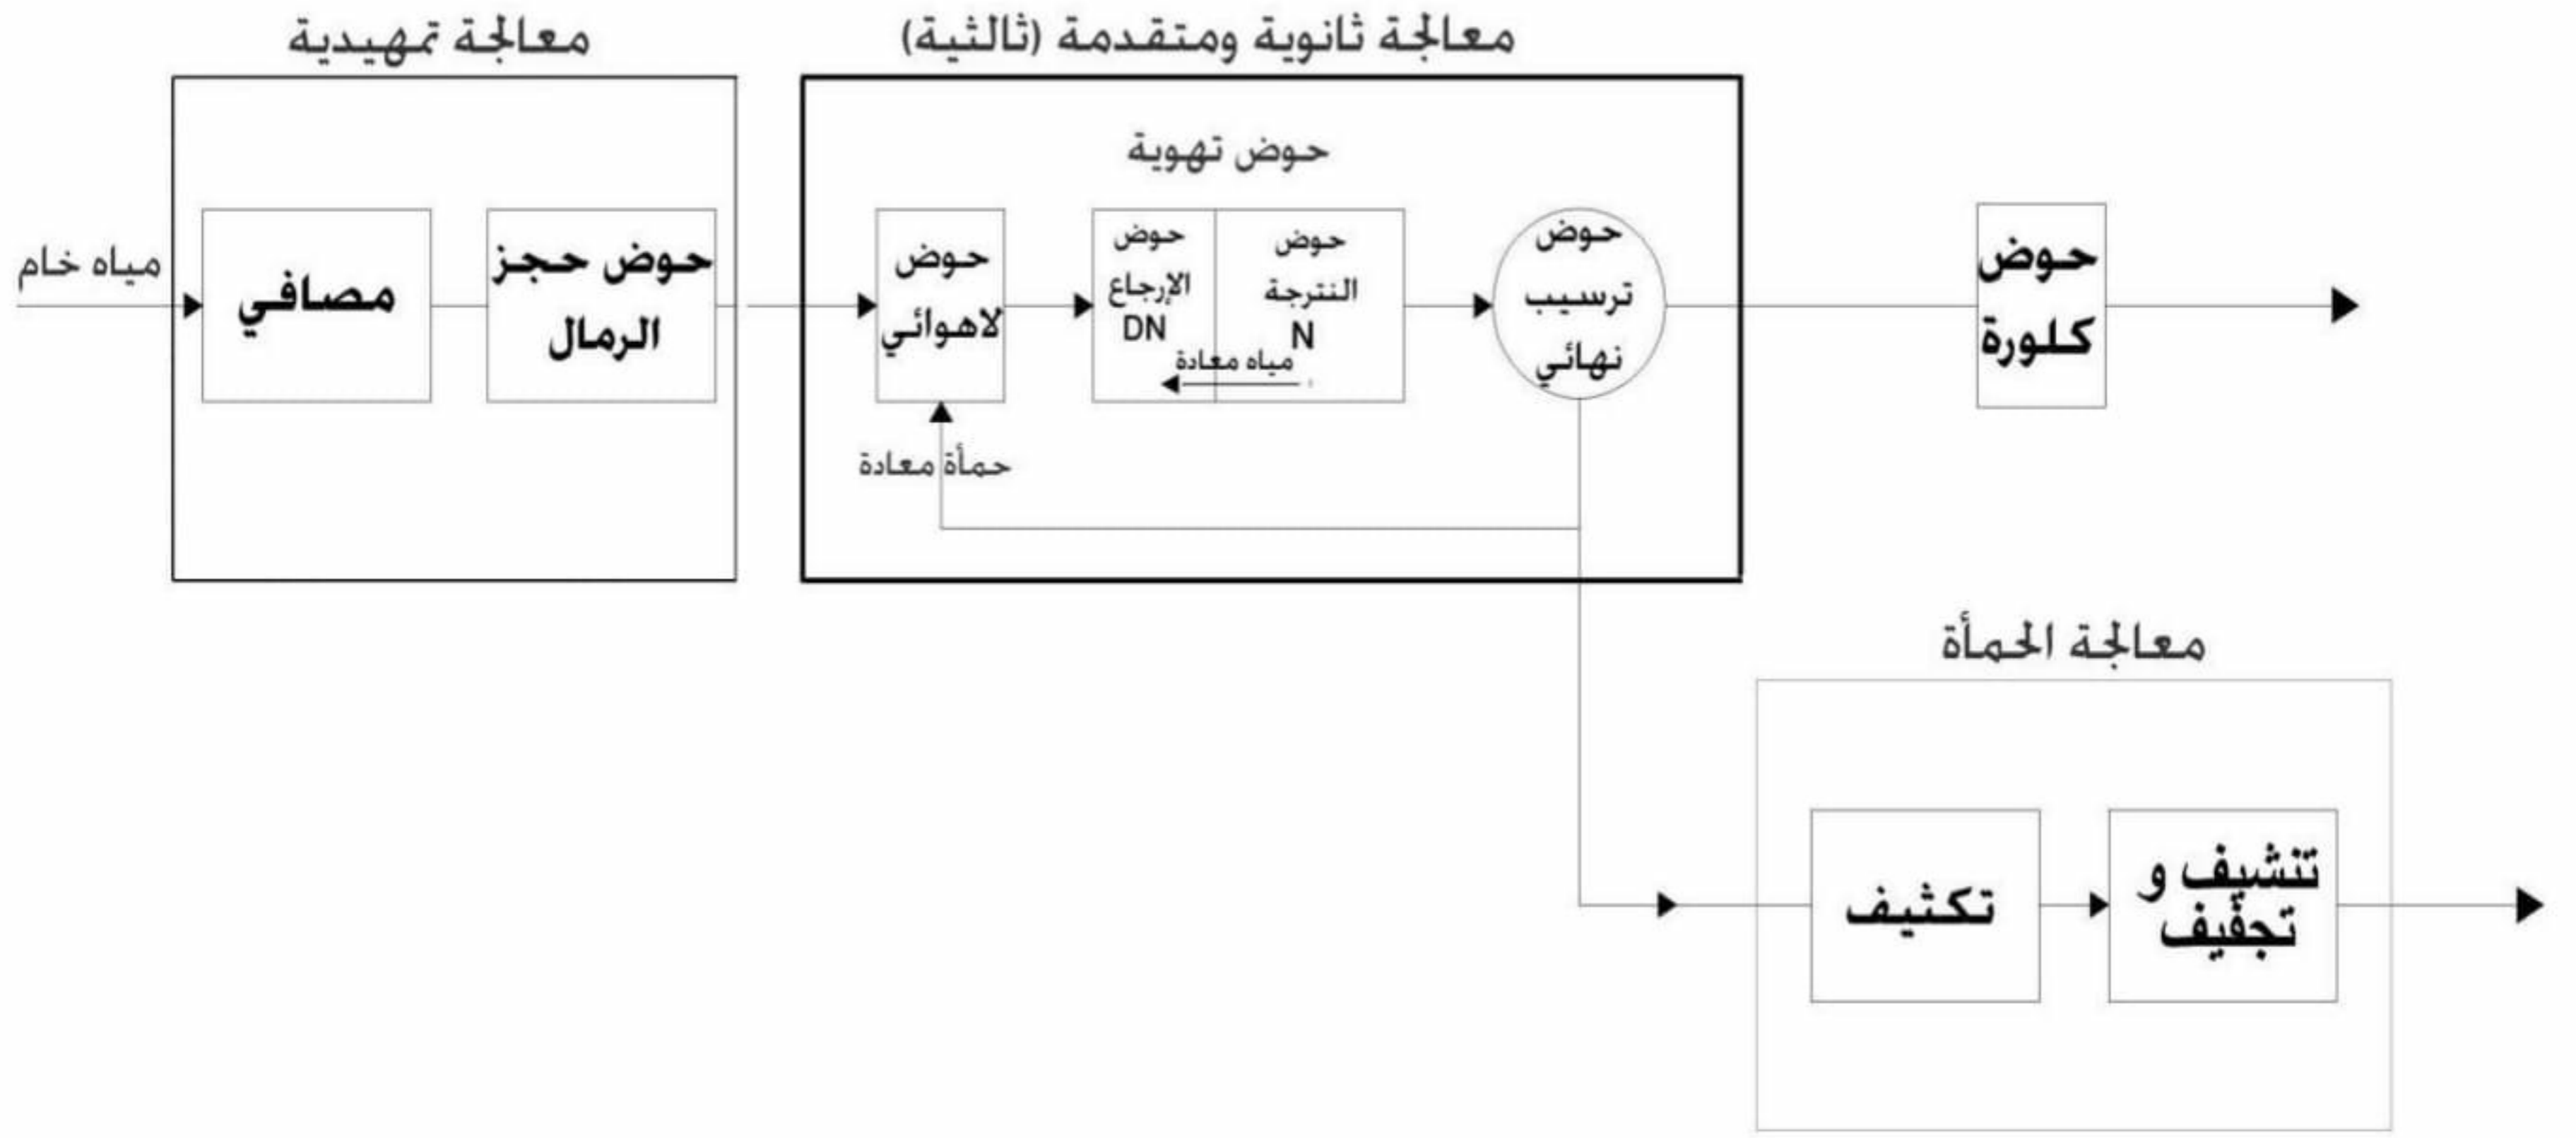 معالجة تمهيدية
مياه خام
مصافي
حوض حجز
الرمال
معالجة ثانوية ومتقدمة (ثالثية)
حوض تهوية
حوض
لاهوائي
حوض
الإرجاع
DN
حوض
النترجة
N
مياه معادة
حوض
ترسيب
نهائي
حمأة معادة
حوض
كلورة
معالجة الحمأة
تكثيف
تنشيف و
تجفيف